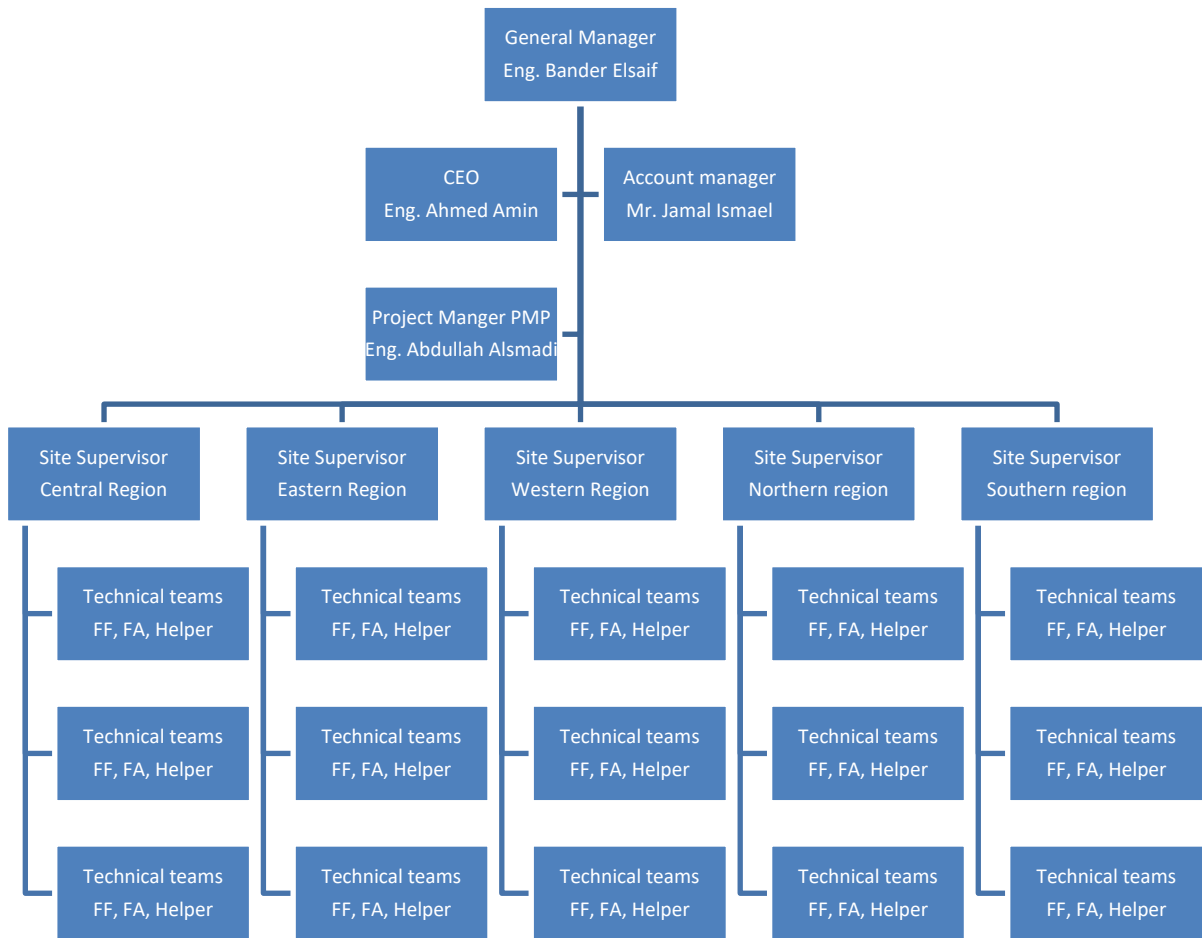 General Manager
Eng. Bander Elsaif
CEO
Eng. Ahmed Amin
Account manager
Mr. Jamal Ismael
Project Manger PMP
Eng. Abdullah Alsmadi
Site Supervisor
Central Region
Site Supervisor
Eastern Region
Site Supervisor
Western Region
Site Supervisor
Northern region
Site Supervisor
Southern region
Technical teams
FF, FA, Helper
Technical teams
FF, FA, Helper
Technical teams
FF, FA, Helper
Technical teams
FF, FA, Helper
Technical teams
FF, FA, Helper
Technical teams
FF, FA, Helper
Technical teams
FF, FA, Helper
Technical teams
FF, FA, Helper
Technical teams
FF, FA, Helper
Technical teams
FF, FA, Helper
Technical teams
FF, FA, Helper
Technical teams
FF, FA, Helper
Technical teams
FF, FA, Helper
Technical teams
FF, FA, Helper
Technical teams
FF, FA, Helper